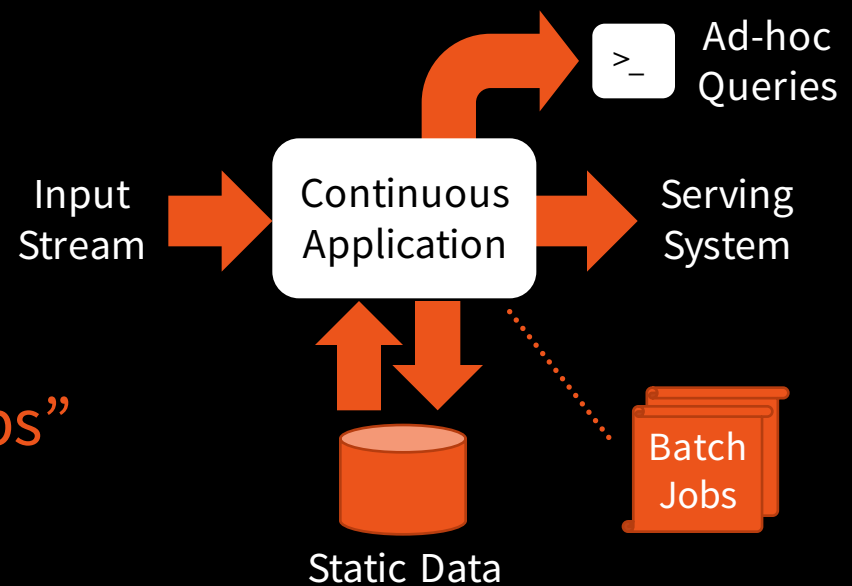 >_
Ad-hoc
Queries
Input
Stream
Continuous
Application
Serving
System
Batch
Jobs
Static Data